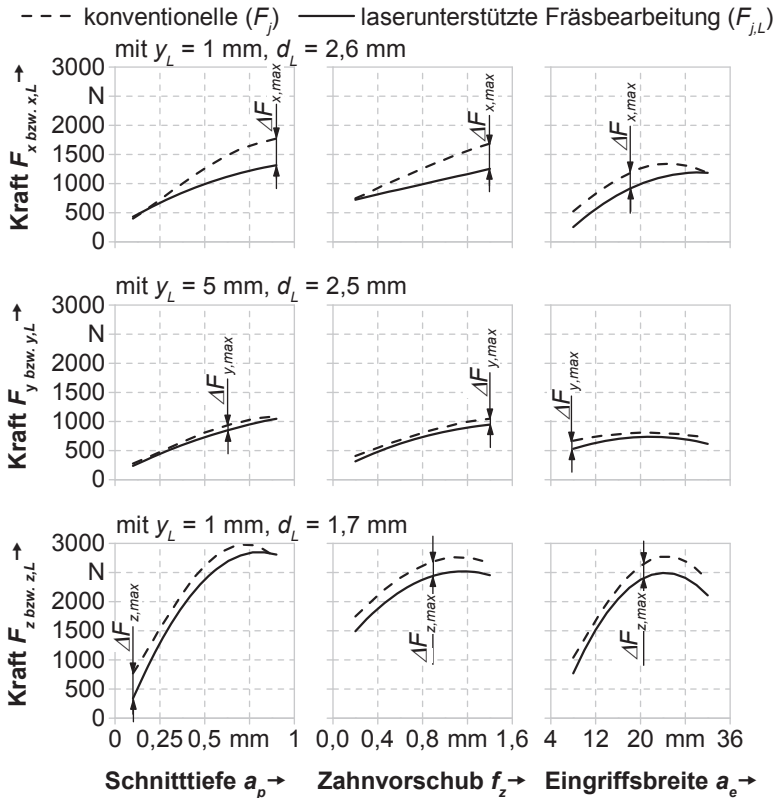 konventionelle (F_j) laserunterstützte Fräsbearbeitung (F_j,L)
mit y_L = 1 mm, d_L = 2,6 mm
Kraft F_x bzw. x,L →
3000
N
2000
1500
1000
500
0
ΔF_x,max
ΔF_x,max
ΔF_x,max
mit y_L = 5 mm, d_L = 2,5 mm
Kraft F_y bzw. y,L →
3000
N
2000
1500
1000
500
0
ΔF_y,max
ΔF_y,max
ΔF_y,max
mit y_L = 1 mm, d_L = 1,7 mm
Kraft F_z bzw. z,L →
3000
N
2000
1500
1000
500
0
ΔF_z,max
ΔF_z,max
ΔF_z,max
0 0,25 0,5 mm 1 0,0 0,4 0,8 mm 1,6 4 12 20 mm 36
Schnitttiefe a_p → Zahnvorschub f_z → Eingriffsbreite a_e →